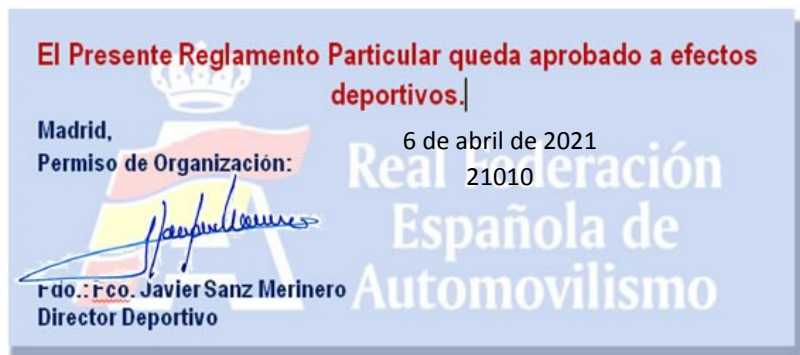 El Presente Reglamento Particular queda aprobado a efectos
deportivos.
Madrid,
6 de abril de 2021
Permiso de Organización:
21010
Real Federación
Española de
Automovilismo
Fdo.: Fco. Javier Sanz Merinero
Director Deportivo